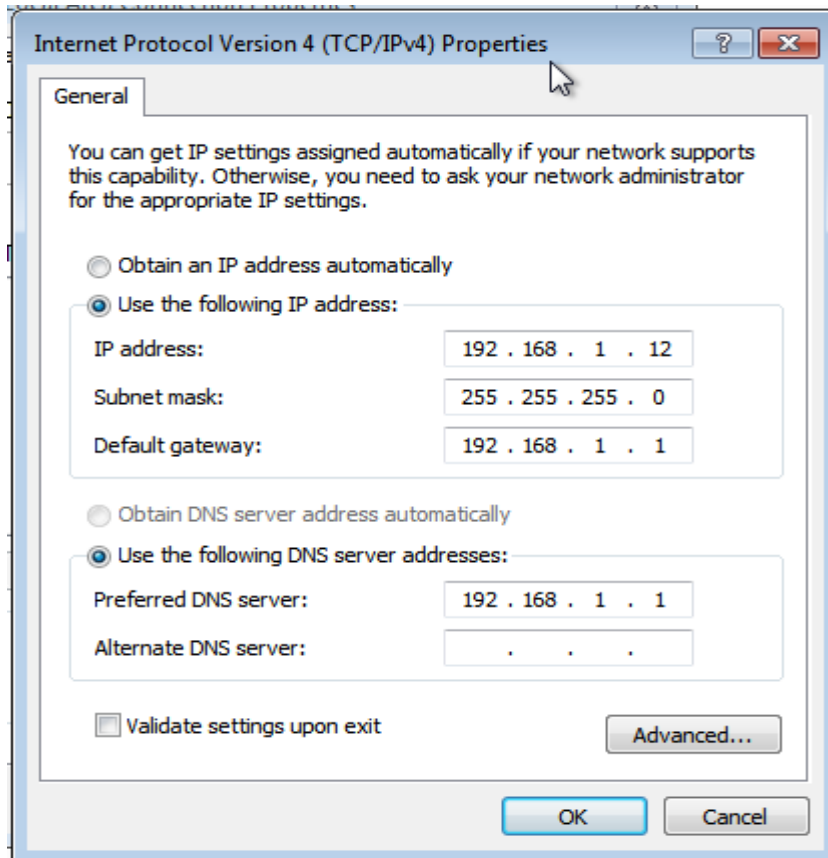 Internet Protocol Version 4 (TCP/IPv4) Properties
?
General
You can get IP settings assigned automatically if your network supports
this capability. Otherwise, you need to ask your network administrator
for the appropriate IP settings.
Obtain an IP address automatically
Use the following IP address:
IP address: 192 . 168 . 1 . 12
Subnet mask: 255 . 255 . 255 . 0
Default gateway: 192 . 168 . 1 . 1
Obtain DNS server address automatically
Use the following DNS server addresses:
Preferred DNS server: 192 . 168 . 1 . 1
Alternate DNS server: . . .
Validate settings upon exit
Advanced...
OK Cancel